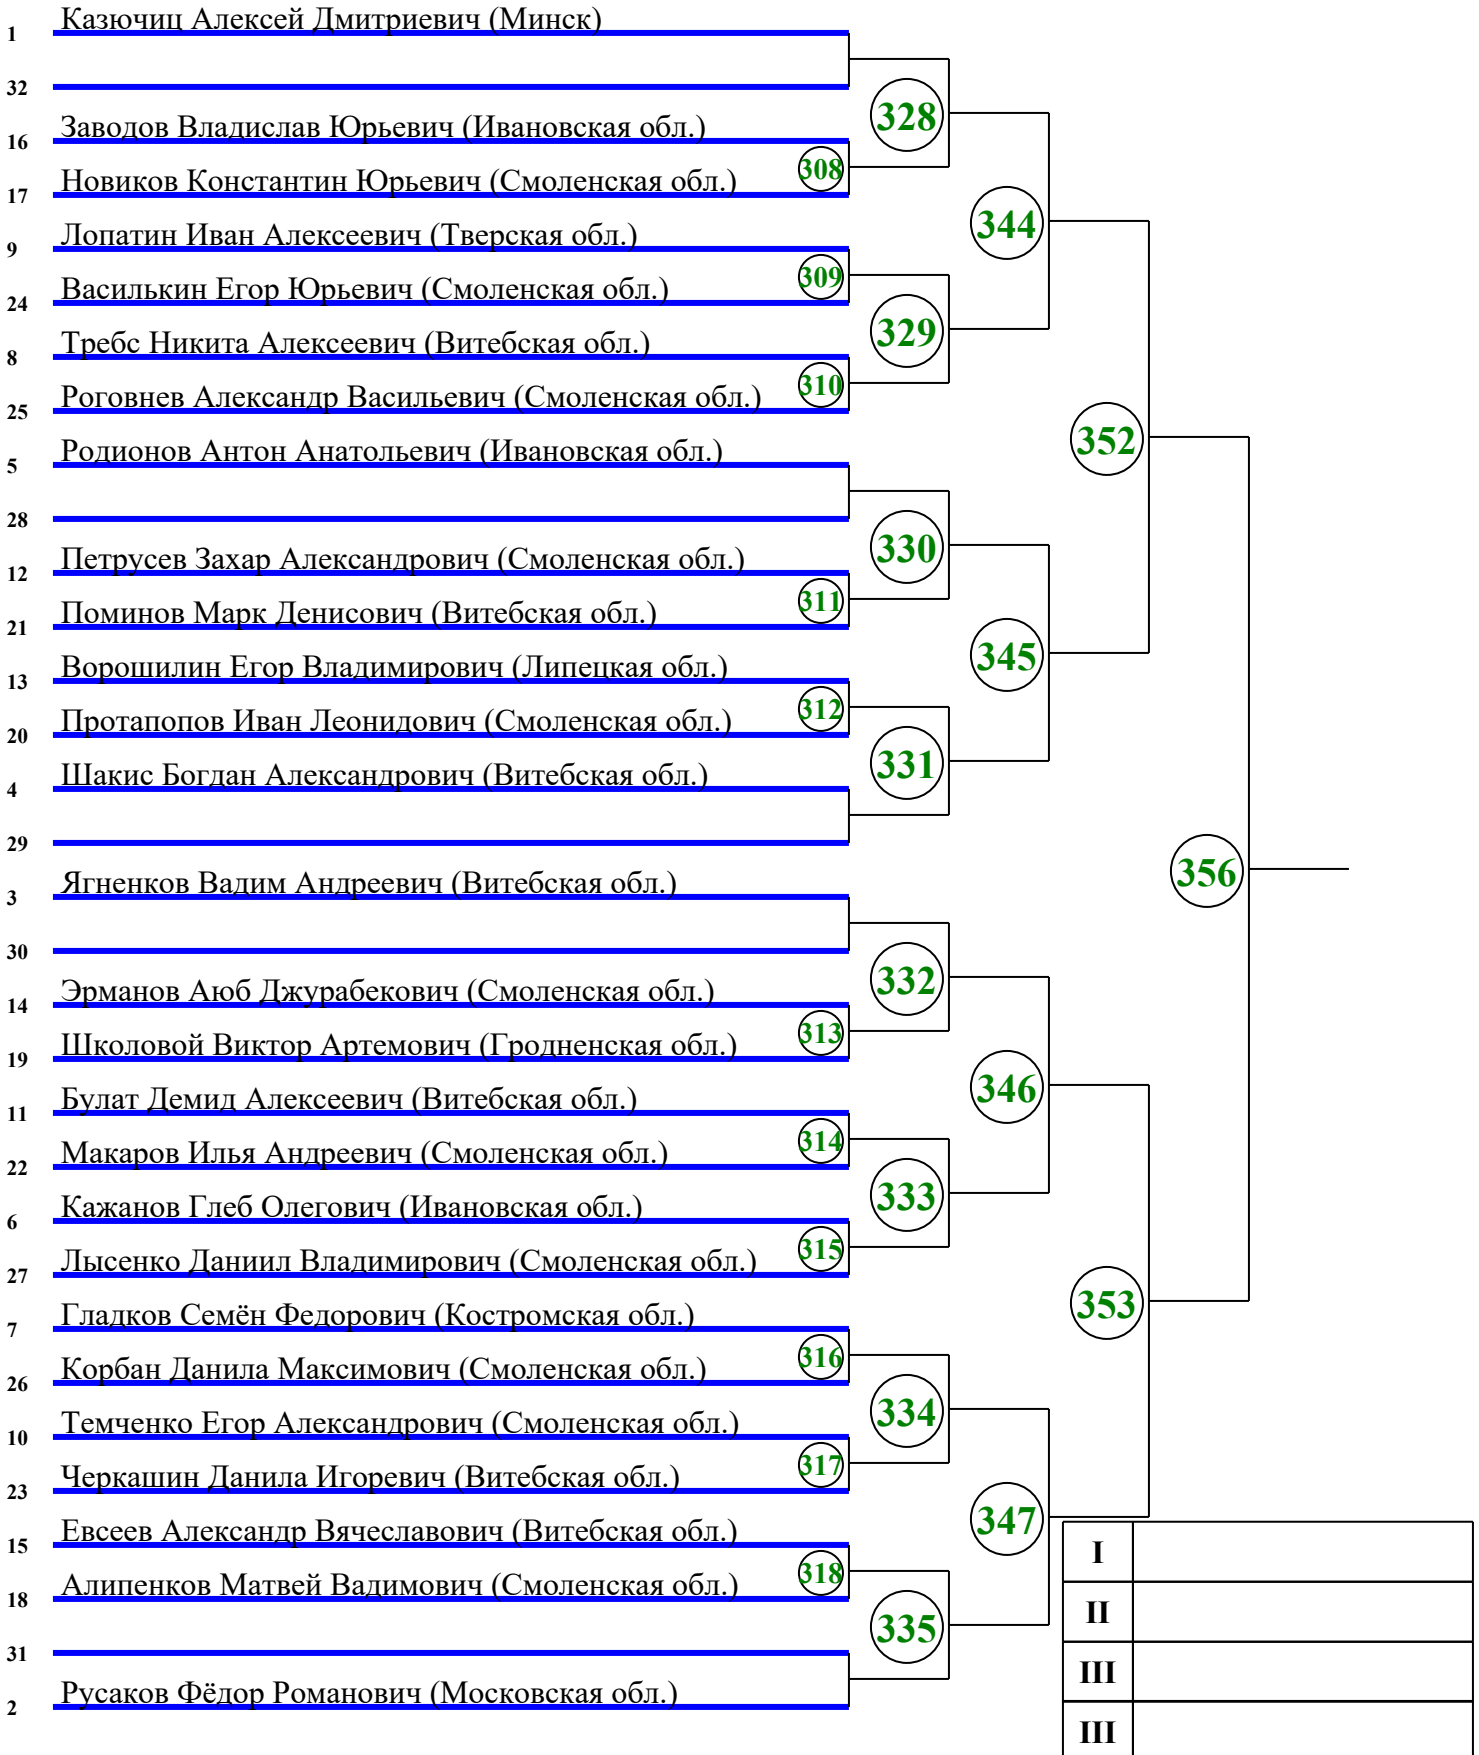 Казючиц Алексей Дмитриевич (Минск)
1
32
Заводов Владислав Юрьевич (Ивановская обл.)
16
328
308
Новиков Константин Юрьевич (Смоленская обл.)
17
344
Лопатин Иван Алексеевич (Тверская обл.)
9
309
Василькин Егор Юрьевич (Смоленская обл.)
24
329
Требс Никита Алексеевич (Витебская обл.)
8
310
Роговнев Александр Васильевич (Смоленская обл.)
25
352
Родионов Антон Анатольевич (Ивановская обл.)
5
28
330
Петрусев Захар Александрович (Смоленская обл.)
12
311
Поминов Марк Денисович (Витебская обл.)
21
345
Ворошилин Егор Владимирович (Липецкая обл.)
13
312
Протапопов Иван Леонидович (Смоленская обл.)
20
331
Шакис Богдан Александрович (Витебская обл.)
4
29
356
Ягненков Вадим Андреевич (Витебская обл.)
3
30
332
Эрманов Аюб Джурабекович (Смоленская обл.)
14
313
Школовой Виктор Артемович (Гродненская обл.)
19
346
Булат Демид Алексеевич (Витебская обл.)
11
314
Макаров Илья Андреевич (Смоленская обл.)
22
333
Кажанов Глеб Олегович (Ивановская обл.)
6
315
Лысенко Даниил Владимирович (Смоленская обл.)
27
353
Гладков Семён Федорович (Костромская обл.)
7
316
Корбан Данила Максимович (Смоленская обл.)
26
334
Темченко Егор Александрович (Смоленская обл.)
10
317
Черкашин Данила Игоревич (Витебская обл.)
23
347
Евсеев Александр Вячеславович (Витебская обл.)
15
I
318
Алипенков Матвей Вадимович (Смоленская обл.)
18
II
335
31
III
Русаков Фёдор Романович (Московская обл.)
2
III